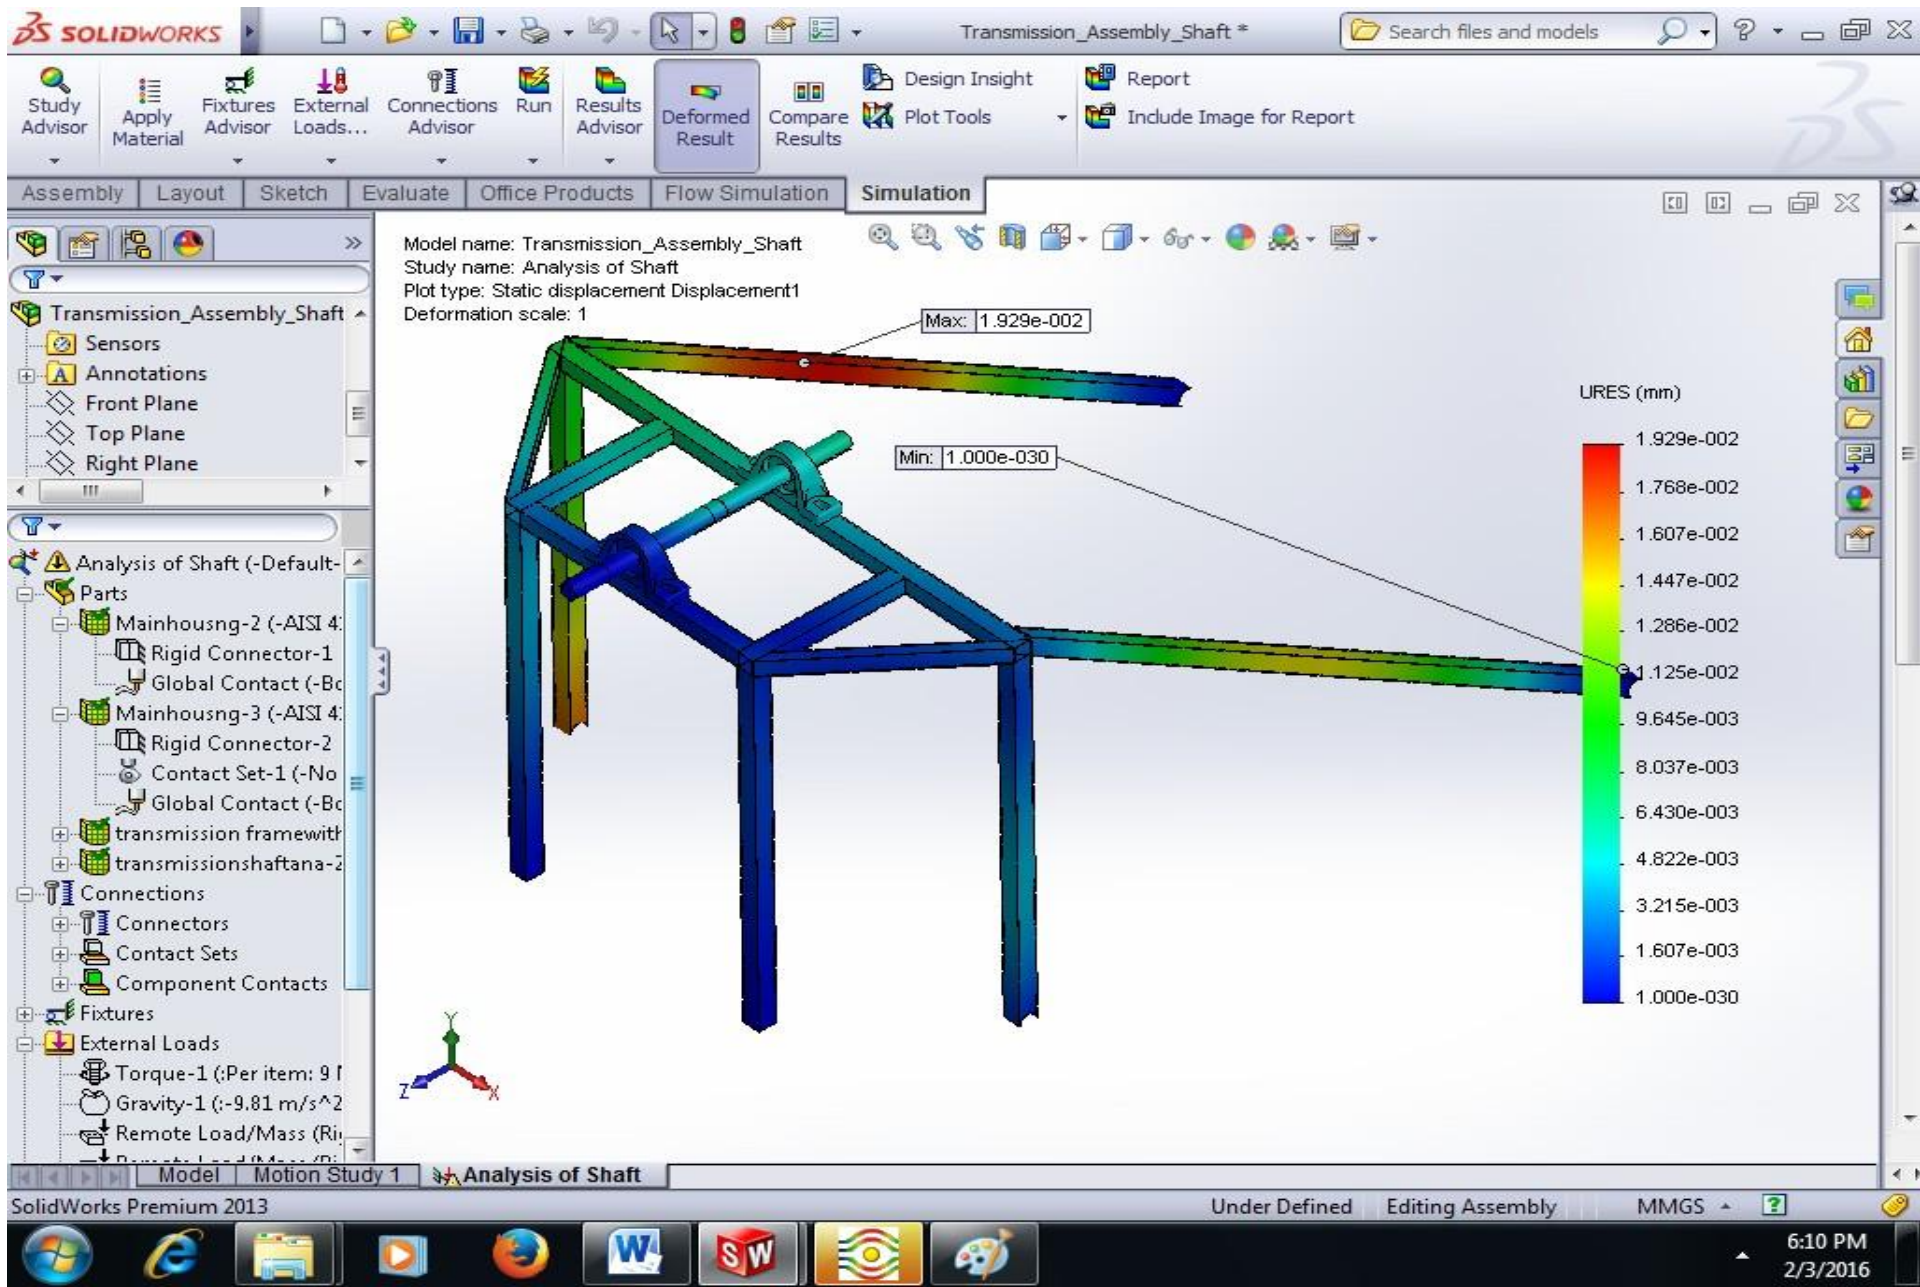 SOLIDWORKS
Transmission_Assembly_Shaft *
Search files and models
Study Advisor
Apply Material
Fixtures Advisor
External Loads...
Connections Advisor
Run
Results Advisor
Deformed Result
Compare Results
Design Insight
Plot Tools
Report
Include Image for Report
Assembly
Layout
Sketch
Evaluate
Office Products
Flow Simulation
Simulation
Transmission_Assembly_Shaft
Sensors
Annotations
Front Plane
Top Plane
Right Plane
Analysis of Shaft (-Default-
Parts
Mainhousng-2 (-AISI 4
Rigid Connector-1
Global Contact (-Bo
Mainhousng-3 (-AISI 4
Rigid Connector-2
Contact Set-1 (-No
Global Contact (-Bo
transmission framewith
transmissionshaftana-2
Connections
Connectors
Contact Sets
Component Contacts
Fixtures
External Loads
Torque-1 (:Per item: 9
Gravity-1 (:-9.81 m/s^2
Remote Load/Mass (Ri
Model name: Transmission_Assembly_Shaft
Study name: Analysis of Shaft
Plot type: Static displacement Displacement1
Deformation scale: 1
Max: 1.929e-002
Min: 1.000e-030
URES (mm)
1.929e-002
1.768e-002
1.607e-002
1.447e-002
1.286e-002
1.125e-002
9.645e-003
8.037e-003
6.430e-003
4.822e-003
3.215e-003
1.607e-003
1.000e-030
Y
Z
X
Model
Motion Study 1
Analysis of Shaft
SolidWorks Premium 2013
Under Defined
Editing Assembly
MMGS
W
SW
6:10 PM
2/3/2016